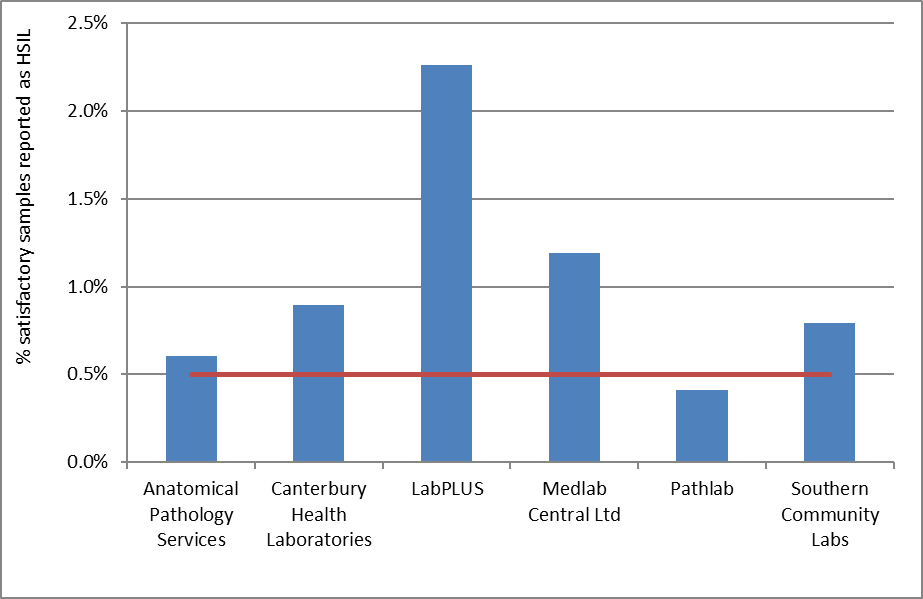 % satisfactory samples reported as HSIL
2.5%
2.0%
1.5%
1.0%
0.5%
0.0%
Anatomical
Pathology
Services
Canterbury
Health
Laboratories
LabPLUS
Medlab
Central Ltd
Pathlab
Southern
Community
Labs